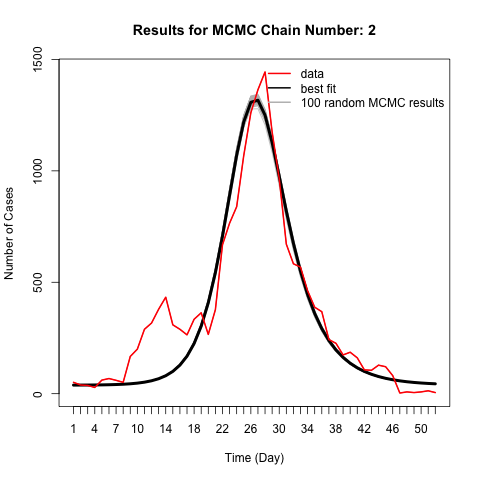 Results for MCMC Chain Number: 2
data
best fit
100 random MCMC results
Number of Cases
1500
1000
500
0
1 4 7 10 14 18 22 26 30 34 38 42 46 50
Time (Day)